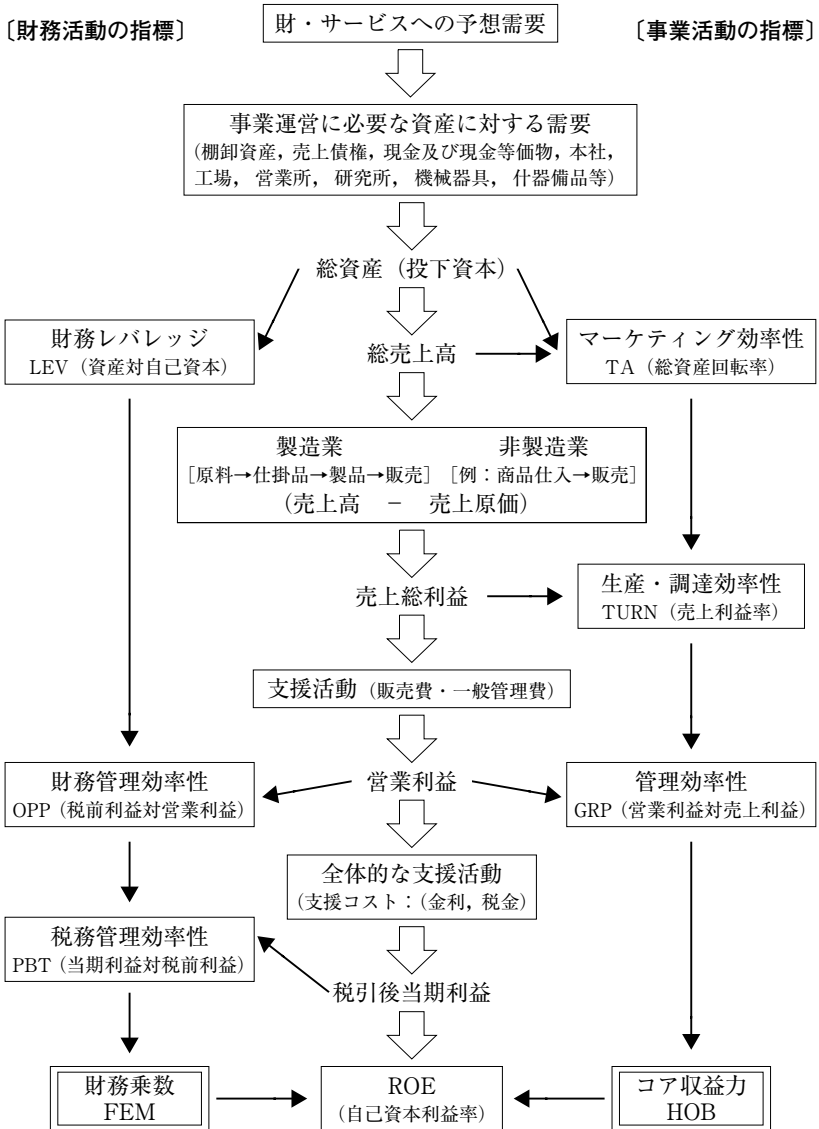 〔財務活動の指標〕
財・サービスへの予想需要
〔事業活動の指標〕
事業運営に必要な資産に対する需要
(棚卸資産, 売上債権, 現金及び現金等価物, 本社,
工場, 営業所, 研究所, 機械器具, 什器備品等)
総資産(投下資本)
財務レバレッジ
LEV(資産対自己資本)
総売上高
マーケティング効率性
TA(総資産回転率)
製造業 非製造業
[原料→仕掛品→製品→販売] [例:商品仕入→販売]
(売上高 − 売上原価)
売上総利益
生産・調達効率性
TURN(売上利益率)
支援活動(販売費・一般管理費)
財務管理効率性
OPP(税前利益対営業利益)
営業利益
管理効率性
GRP(営業利益対売上利益)
全体的な支援活動
(支援コスト:(金利, 税金)
税務管理効率性
PBT(当期利益対税前利益)
税引後当期利益
財務乗数
FEM
ROE
(自己資本利益率)
コア収益力
HOB